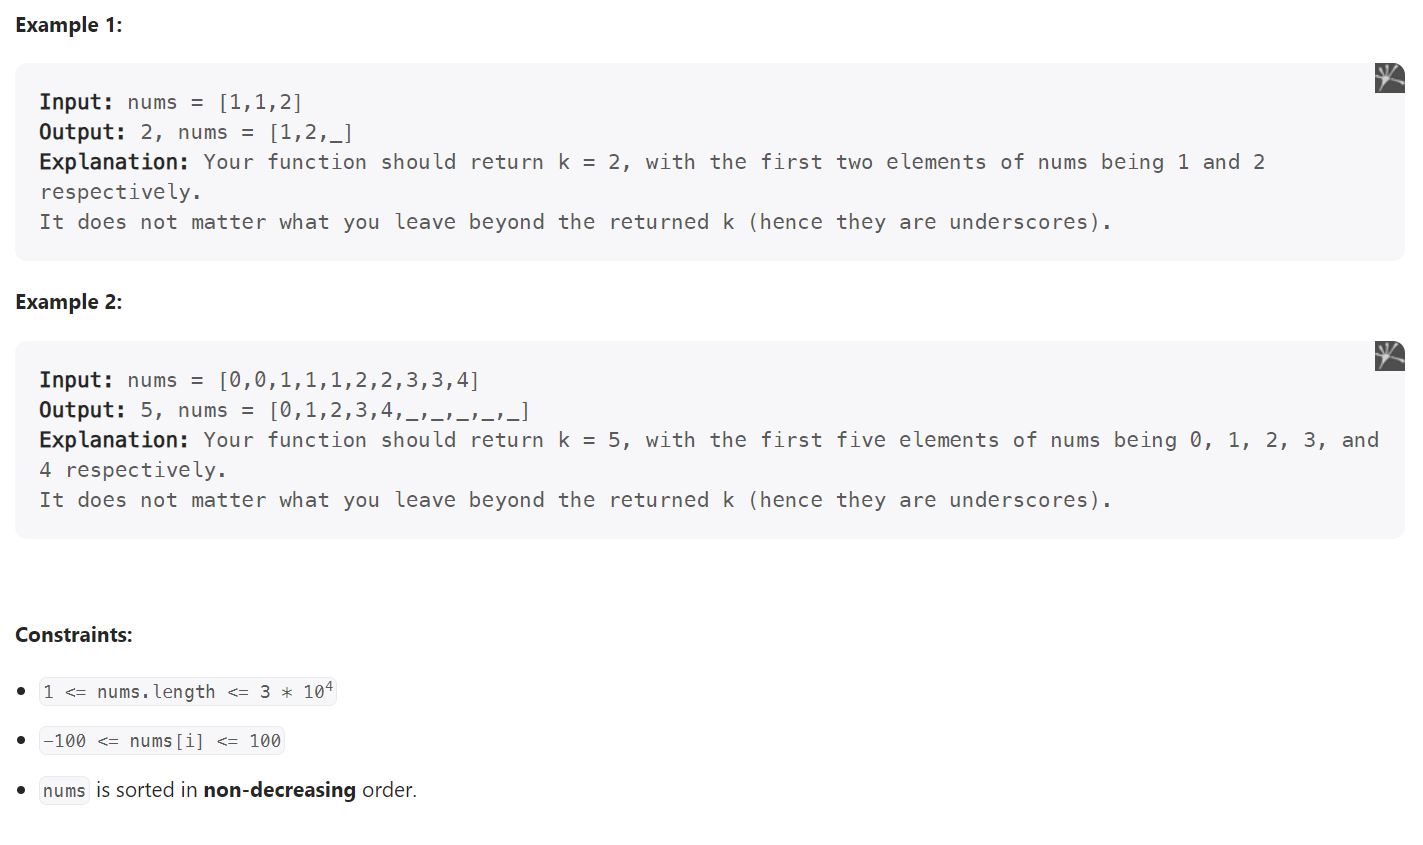 Example 1:
Input: nums = [1,1,2]
Output: 2, nums = [1,2,_]
Explanation: Your function should return k = 2, with the first two elements of nums being 1 and 2
respectively.
It does not matter what you leave beyond the returned k (hence they are underscores).
Example 2:
Input: nums = [0,0,1,1,1,2,2,3,3,4]
Output: 5, nums = [0,1,2,3,4,_,_,_,_,_]
Explanation: Your function should return k = 5, with the first five elements of nums being 0, 1, 2, 3, and
4 respectively.
It does not matter what you leave beyond the returned k (hence they are underscores).
Constraints:
• 1 <= nums.length <= 3 * 10⁴
• -100 <= nums[i] <= 100
• nums is sorted in non-decreasing order.